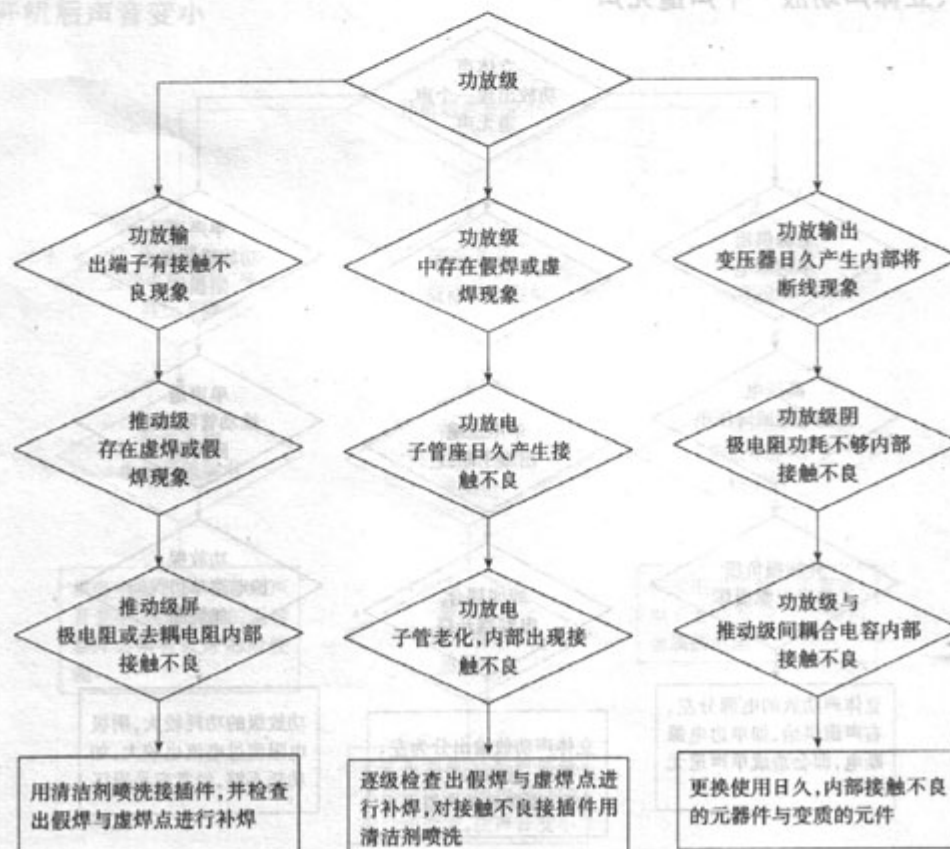 功放级
功放输
出端子有接触不
良现象
功放级
中存在假焊或虚
焊现象
功放输出
变压器日久产生内部将
断线现象
推动级
存在虚焊或假
焊现象
功放电
子管座日久产生接
触不良
功放级阴
极电阻功耗不够内部
接触不良
推动级屏
极电阻或去耦电阻内部
接触不良
功放电
子管老化,内部出现接
触不良
功放级与
推动级间耦合电容内部
接触不良
用清洁剂喷洗接插件,并检查
出假焊与虚焊点进行补焊
逐级检查出假焊与虚焊点进
行补焊,对接触不良接插件用
清洁剂喷洗
更换使用日久,内部接触不良
的元器件与变质的元件